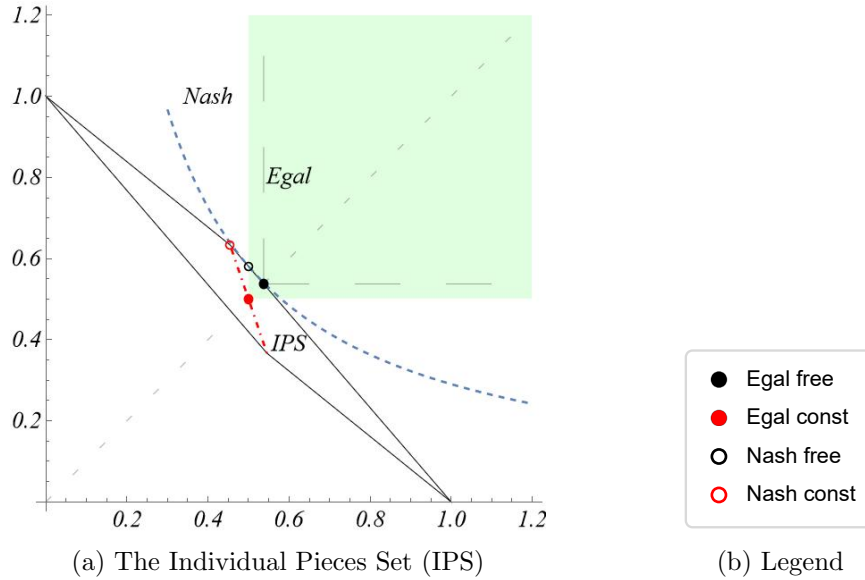 1.2
Nash
1.0
Egal
0.8
0.6
0.4
IPS
0.2
0.2 0.4 0.6 0.8 1.0 1.2
Egal free
Egal const
Nash free
Nash const
(a) The Individual Pieces Set (IPS)
(b) Legend